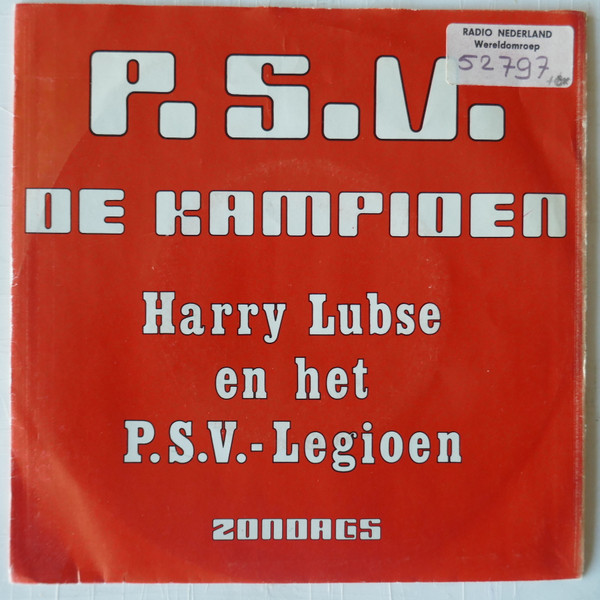 RADIO NEDERLAND
Wereldomroep
52797
P.S.V.
DE KAMPIOEN
Harry Lubse
en het
P.S.V.-Legioen
ZONDAGS